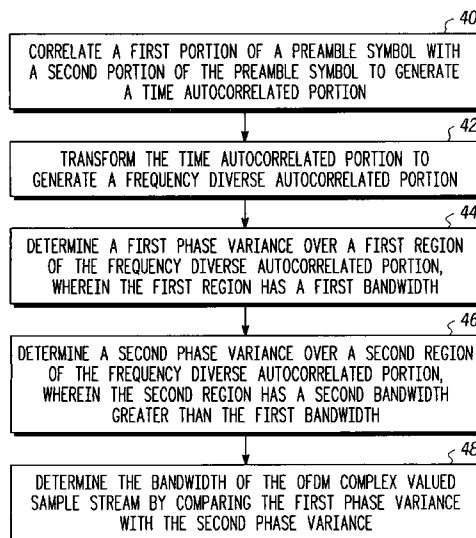 40
CORRELATE A FIRST PORTION OF A PREAMBLE SYMBOL WITH
A SECOND PORTION OF THE PREAMBLE SYMBOL TO GENERATE
A TIME AUTOCORRELATED PORTION
42
TRANSFORM THE TIME AUTOCORRELATED PORTION TO
GENERATE A FREQUENCY DIVERSE AUTOCORRELATED PORTION
44
DETERMINE A FIRST PHASE VARIANCE OVER A FIRST REGION
OF THE FREQUENCY DIVERSE AUTOCORRELATED PORTION,
WHEREIN THE FIRST REGION HAS A FIRST BANDWIDTH
46
DETERMINE A SECOND PHASE VARIANCE OVER A SECOND REGION
OF THE FREQUENCY DIVERSE AUTOCORRELATED PORTION,
WHEREIN THE SECOND REGION HAS A SECOND BANDWIDTH
GREATER THAN THE FIRST BANDWIDTH
48
DETERMINE THE BANDWIDTH OF THE OFDM COMPLEX VALUED
SAMPLE STREAM BY COMPARING THE FIRST PHASE VARIANCE
WITH THE SECOND PHASE VARIANCE